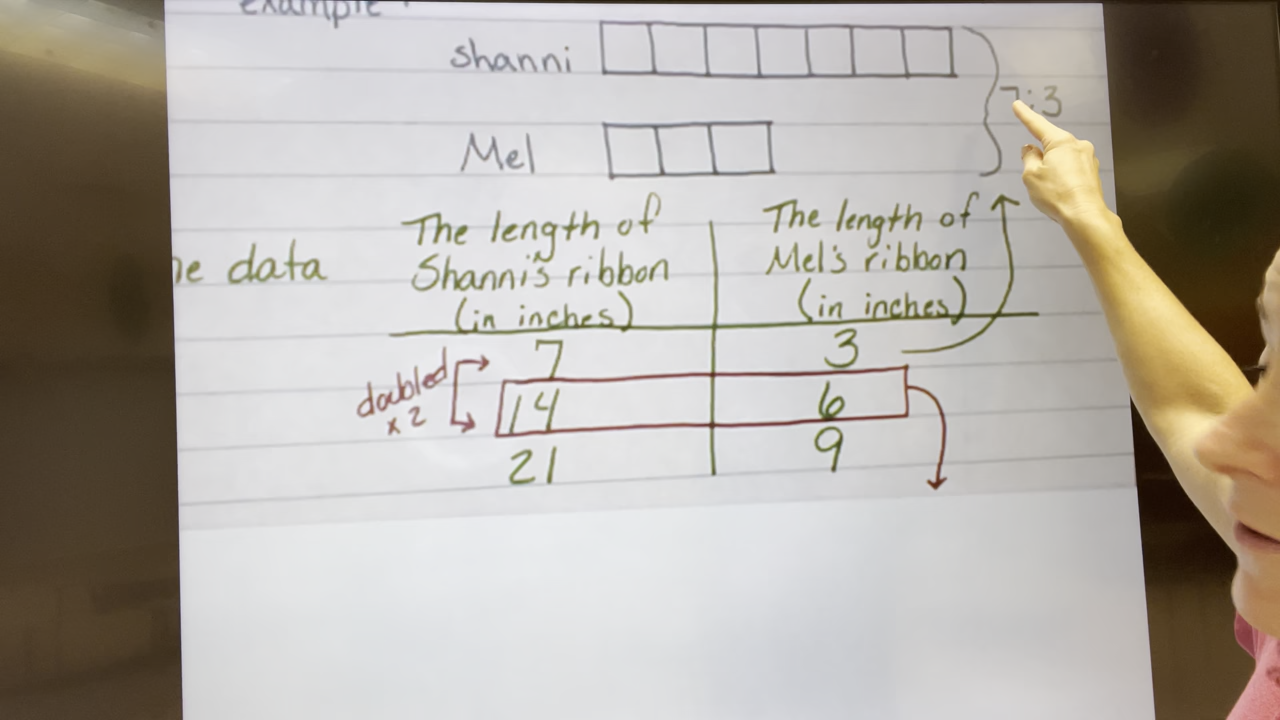 example
Shanni
7:3
Mel
The length of
Shanni's ribbon
(in inches)
The length of
Mel's ribbon
(in inches)
data
7 3
doubled
x 2
14 6
21 9